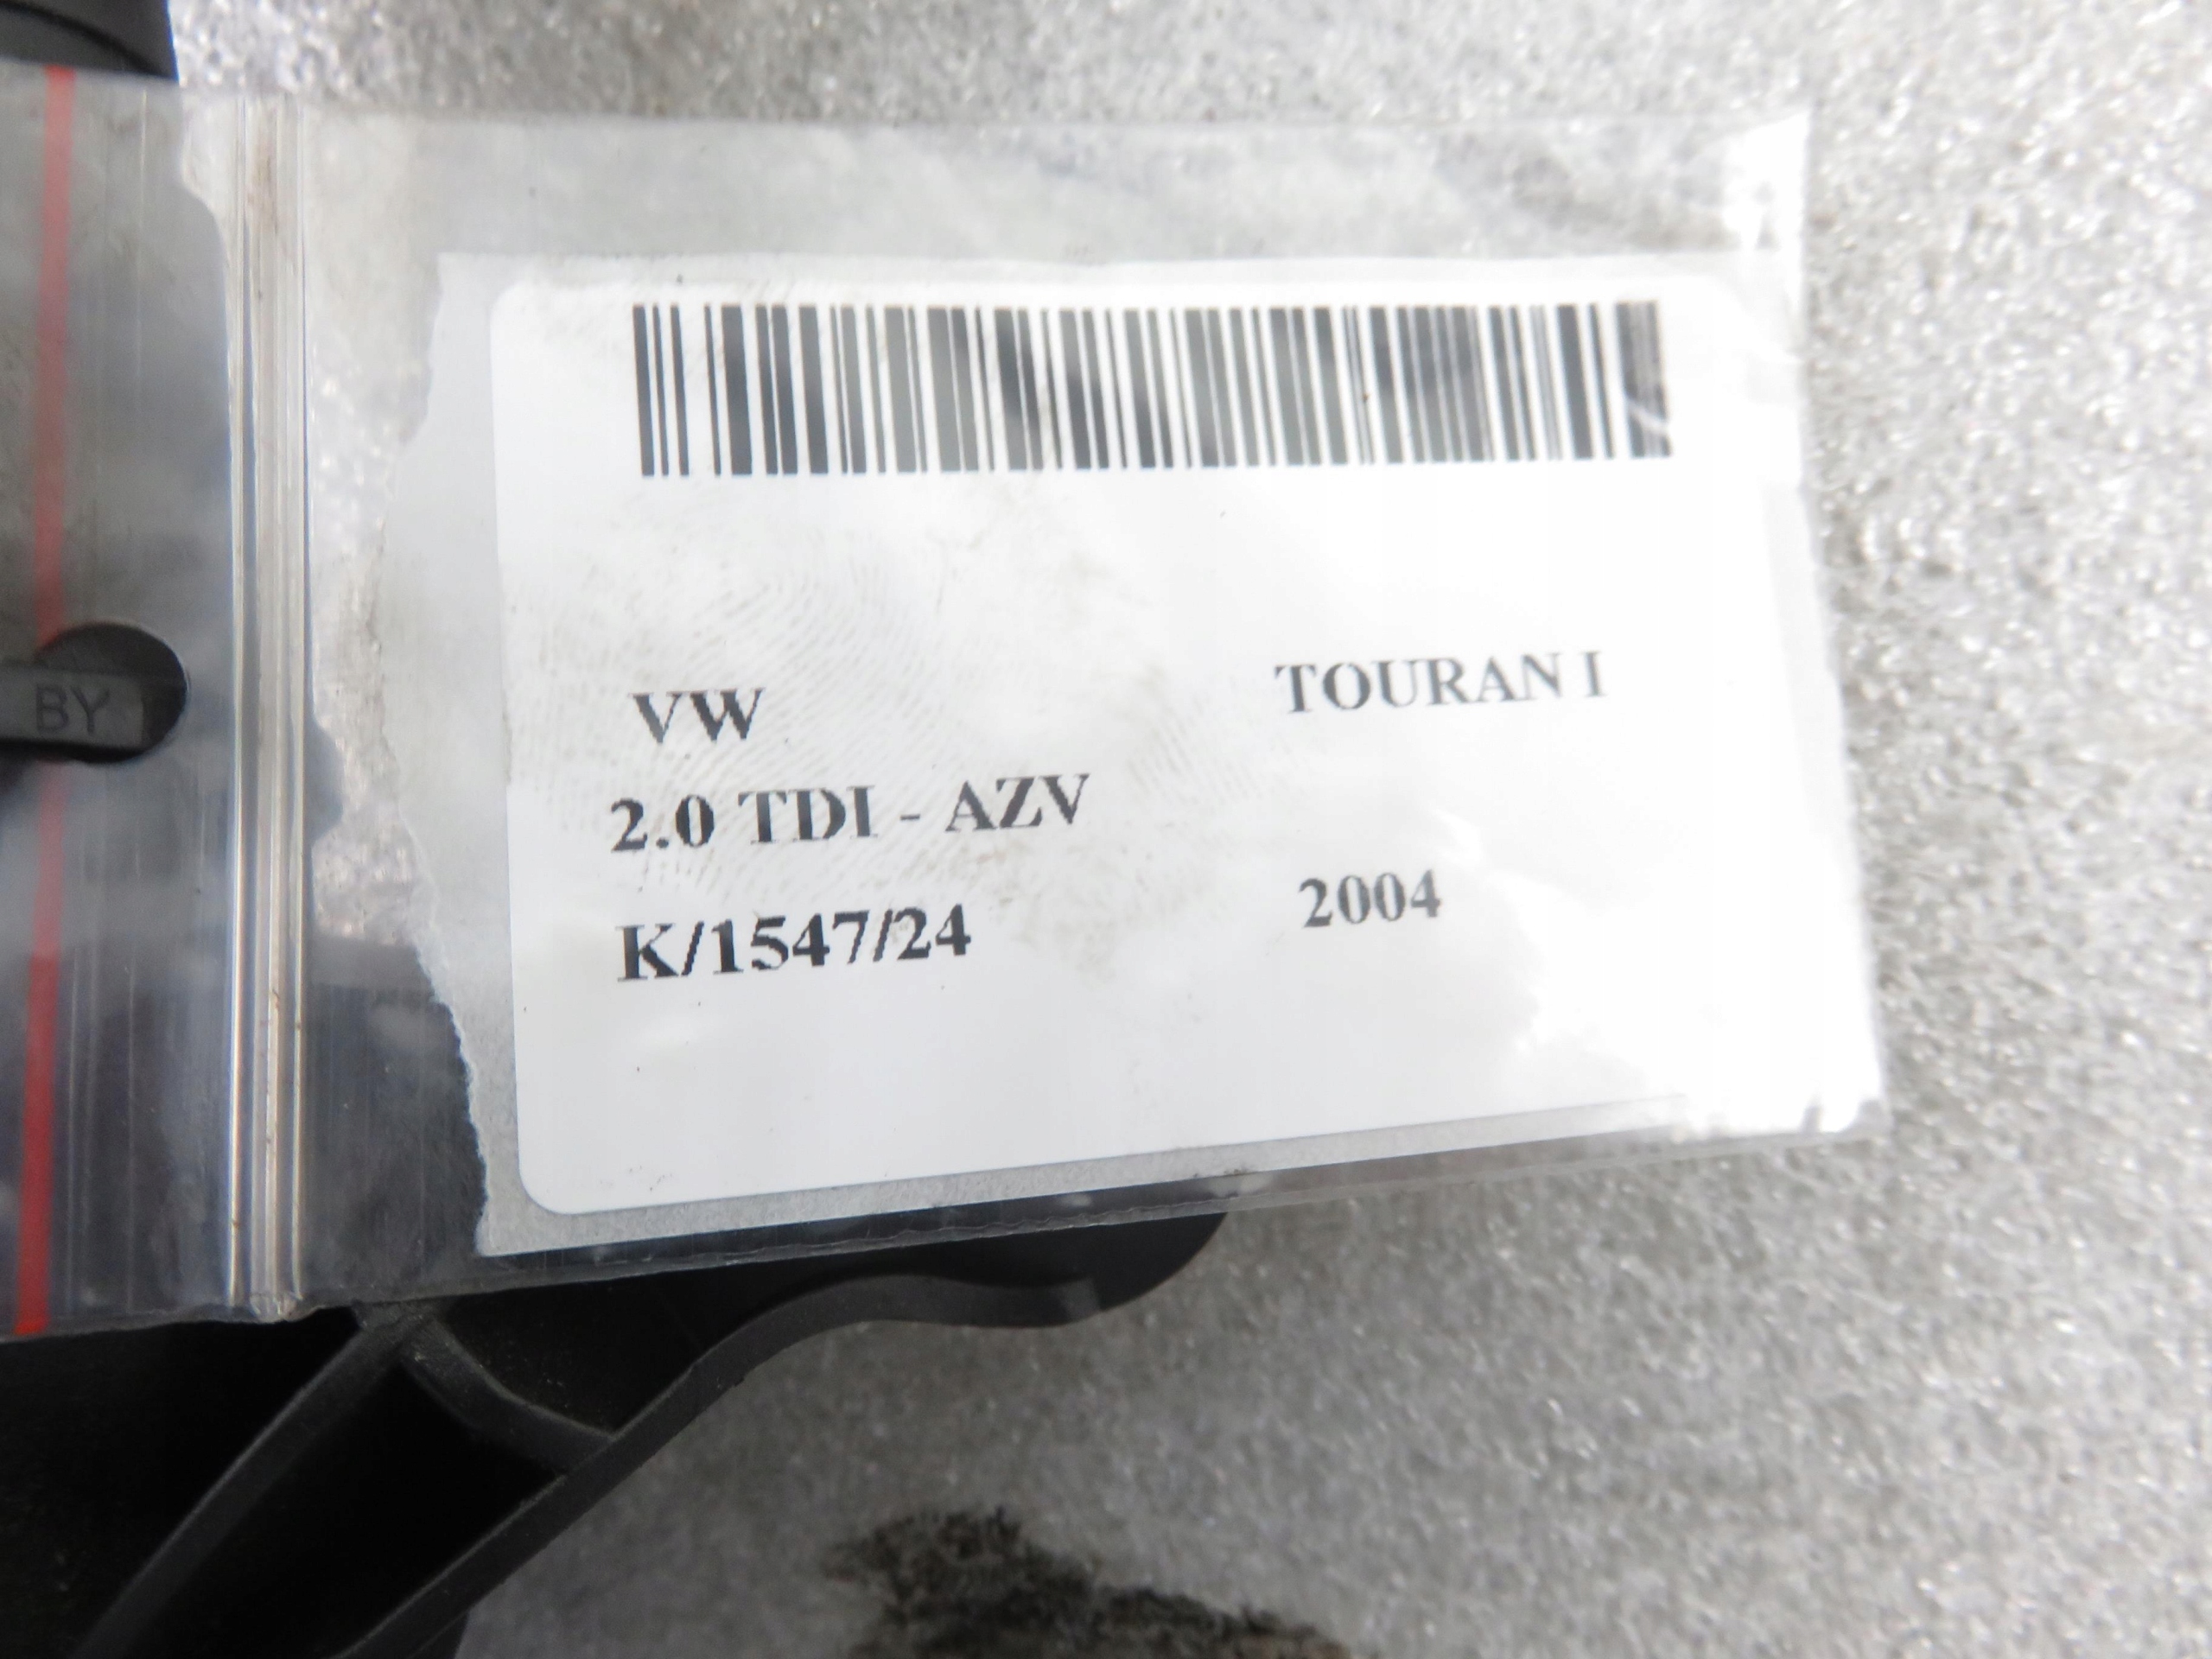 VW TOURAN I
2.0 TDI - AZV
K/1547/24 2004
BY